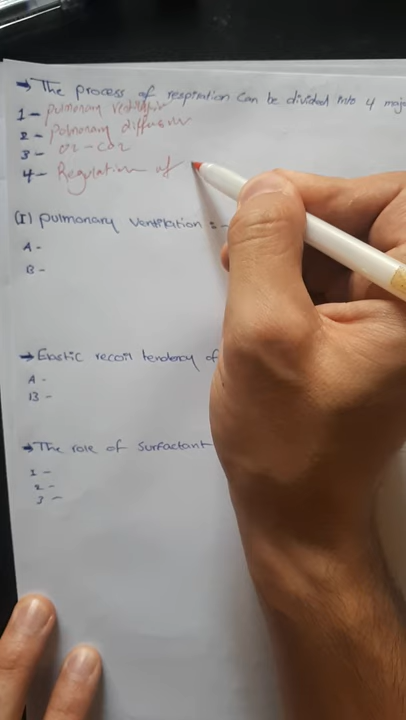 → The process of respiration can be divided into 4 majo
1- pulmonary ventilation
2- Pulmonary diffusion
3- O2-CO2
4- Regulation of
(I) pulmonary ventilation :-
A-
B-
→ Elastic recoil tendency of
A-
B-
→ The role of Surfactant
1-
2-
3-